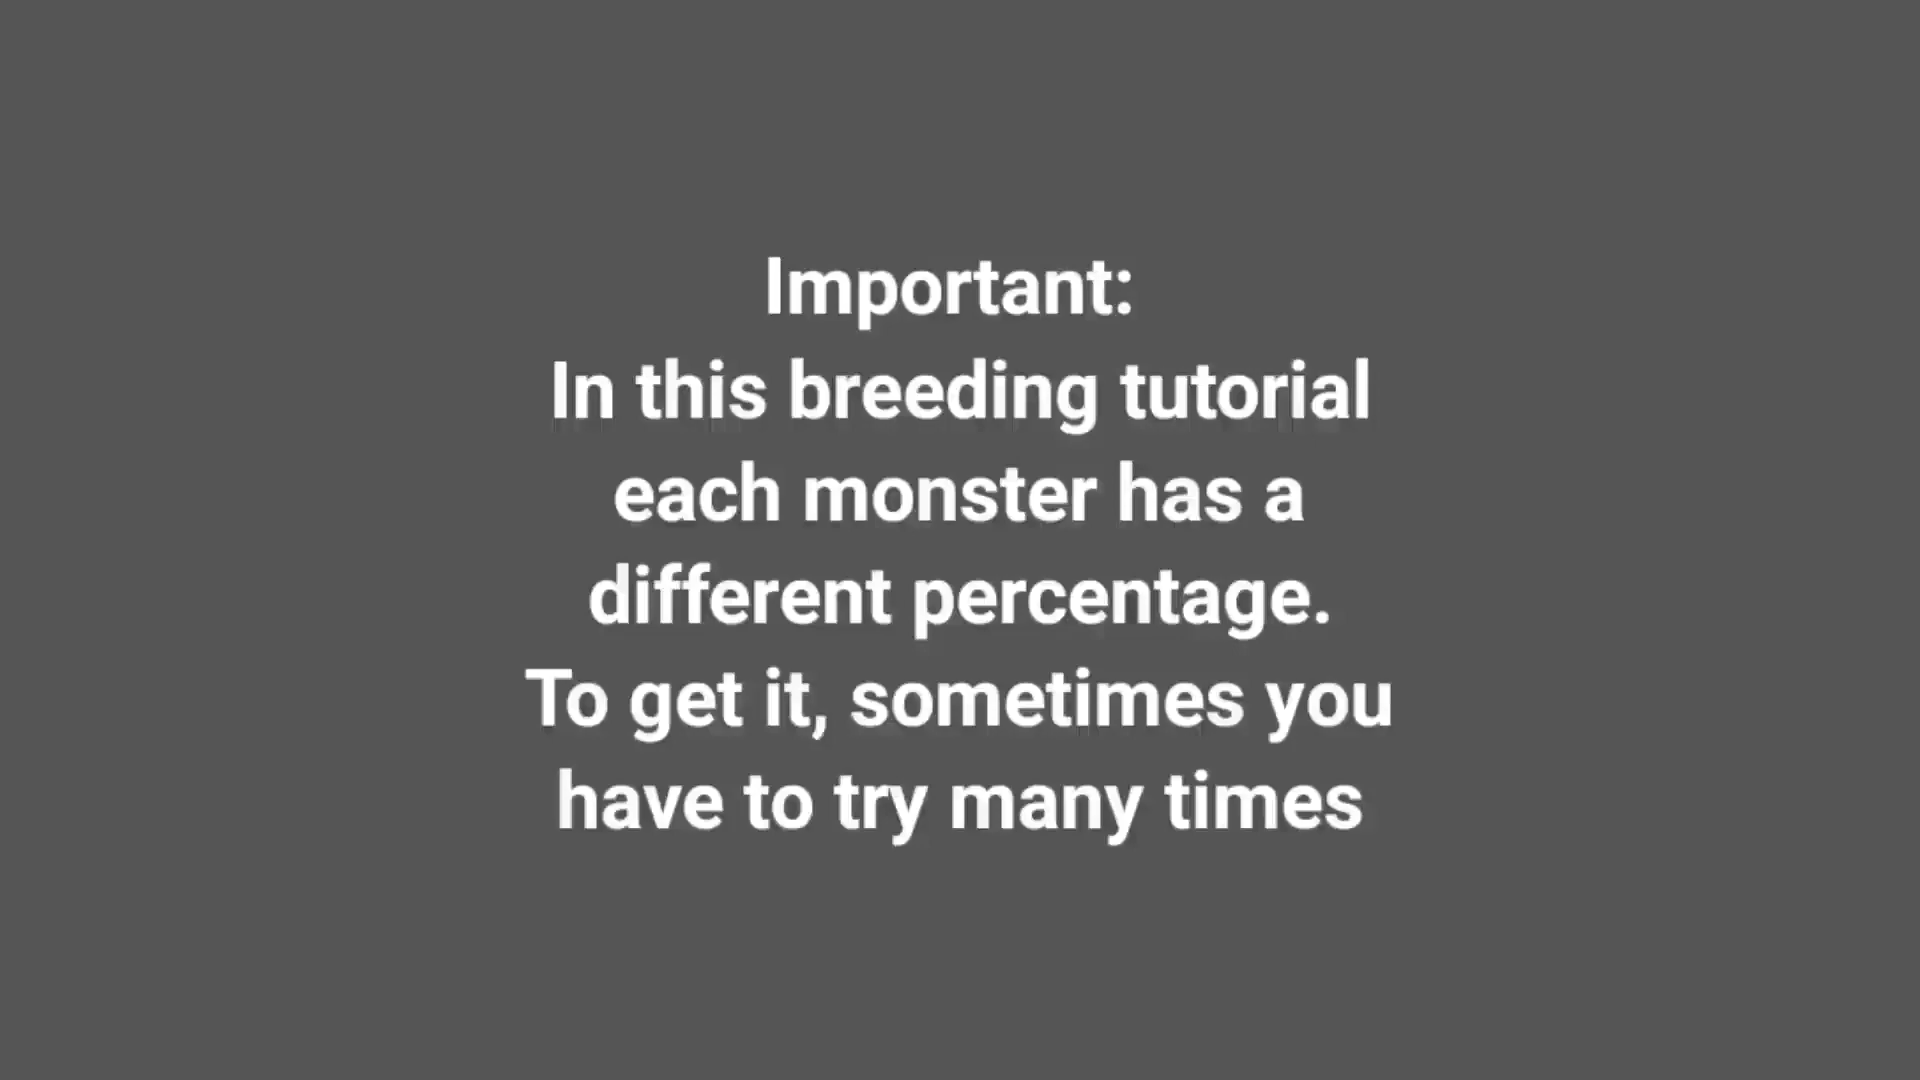 Important:
In this breeding tutorial
each monster has a
different percentage.
To get it, sometimes you
have to try many times